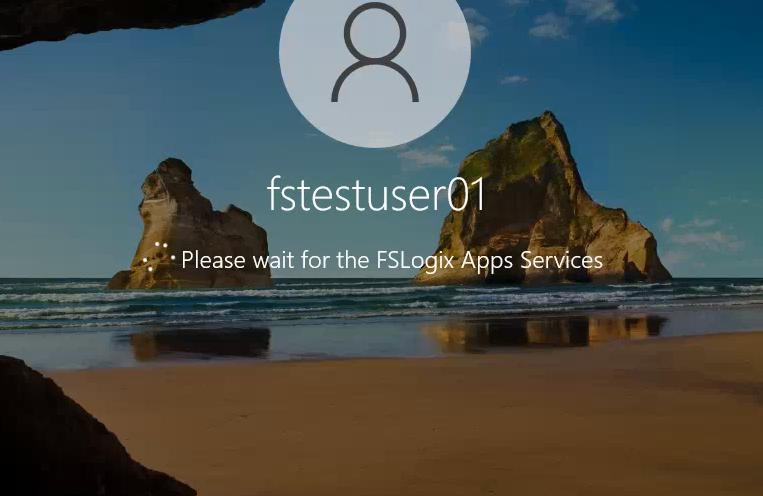 fstestuser01
Please wait for the FSLogix Apps Services